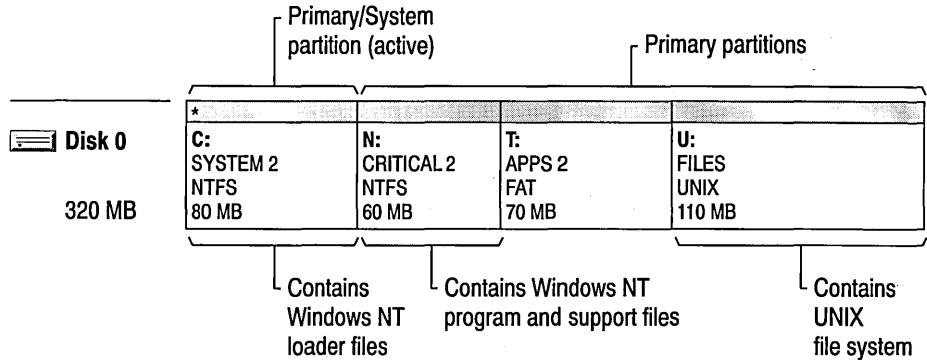 Primary/System
partition (active)
Primary partitions
*
Disk 0
320 MB
C:
SYSTEM 2
NTFS
80 MB
N:
CRITICAL 2
NTFS
60 MB
T:
APPS 2
FAT
70 MB
U:
FILES
UNIX
110 MB
Contains
Windows NT
loader files
Contains Windows NT
program and support files
Contains
UNIX
file system